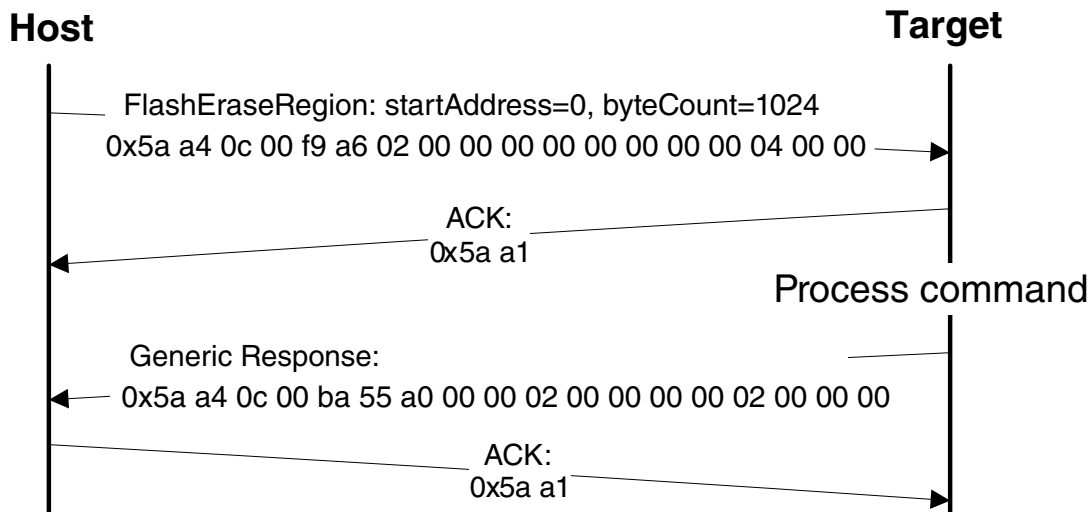 Host
Target
FlashEraseRegion: startAddress=0, byteCount=1024
0x5a a4 0c 00 f9 a6 02 00 00 00 00 00 00 00 00 04 00 00
ACK:
0x5a a1
Process command
Generic Response:
0x5a a4 0c 00 ba 55 a0 00 00 02 00 00 00 00 02 00 00 00
ACK:
0x5a a1